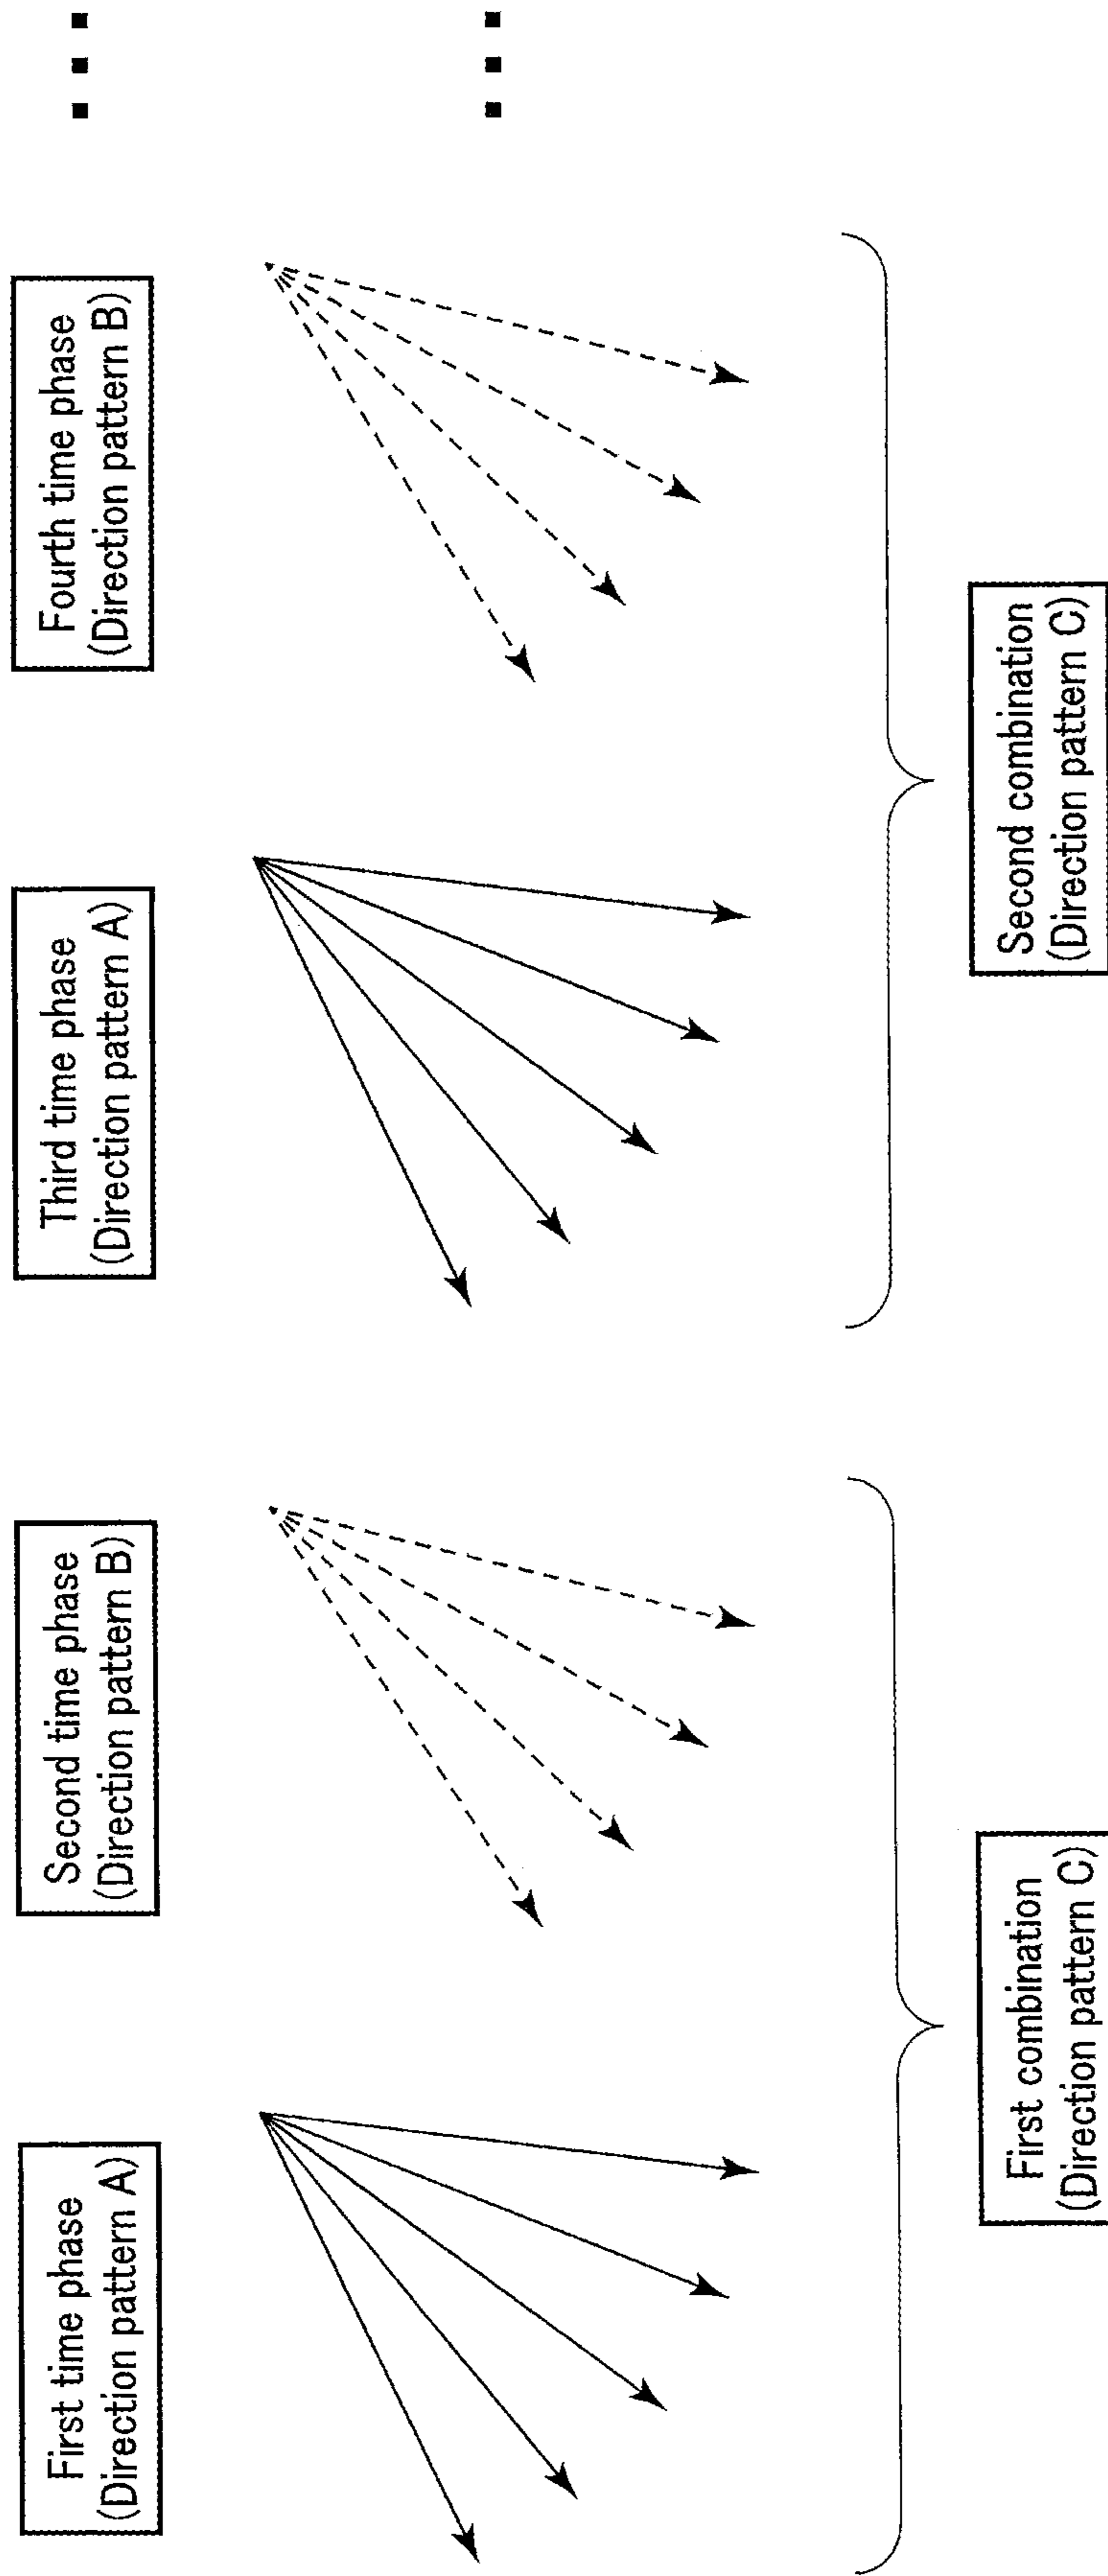 First time phase
(Direction pattern A)
Second time phase
(Direction pattern B)
Third time phase
(Direction pattern A)
Fourth time phase
(Direction pattern B)
First combination
(Direction pattern C)
Second combination
(Direction pattern C)